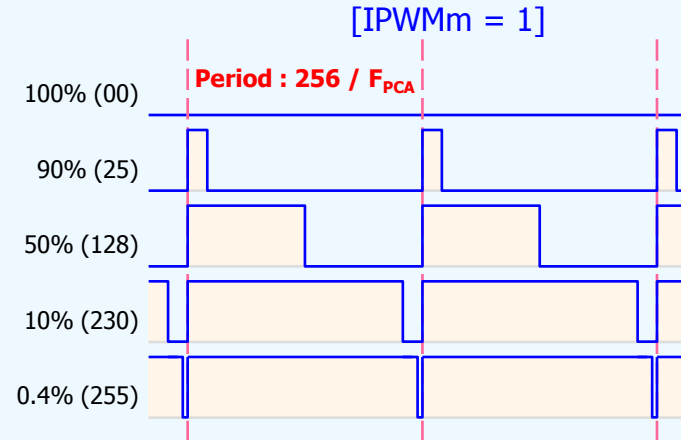 [IPWMm = 1]
Period : 256 / FPCA
100% (00)
90% (25)
50% (128)
10% (230)
0.4% (255)